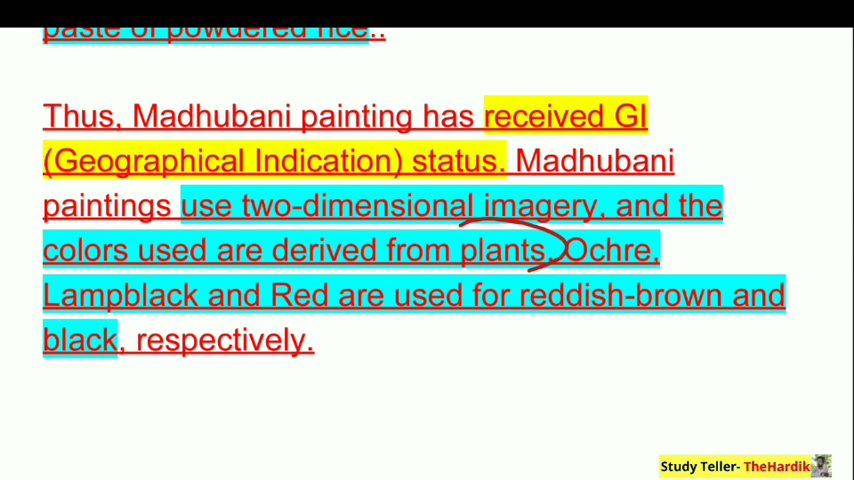 paste of powdered rice..
Thus, Madhubani painting has received GI
(Geographical Indication) status. Madhubani
paintings use two-dimensional imagery, and the
colors used are derived from plants. Ochre,
Lampblack and Red are used for reddish-brown and
black, respectively.
Study Teller- TheHardik